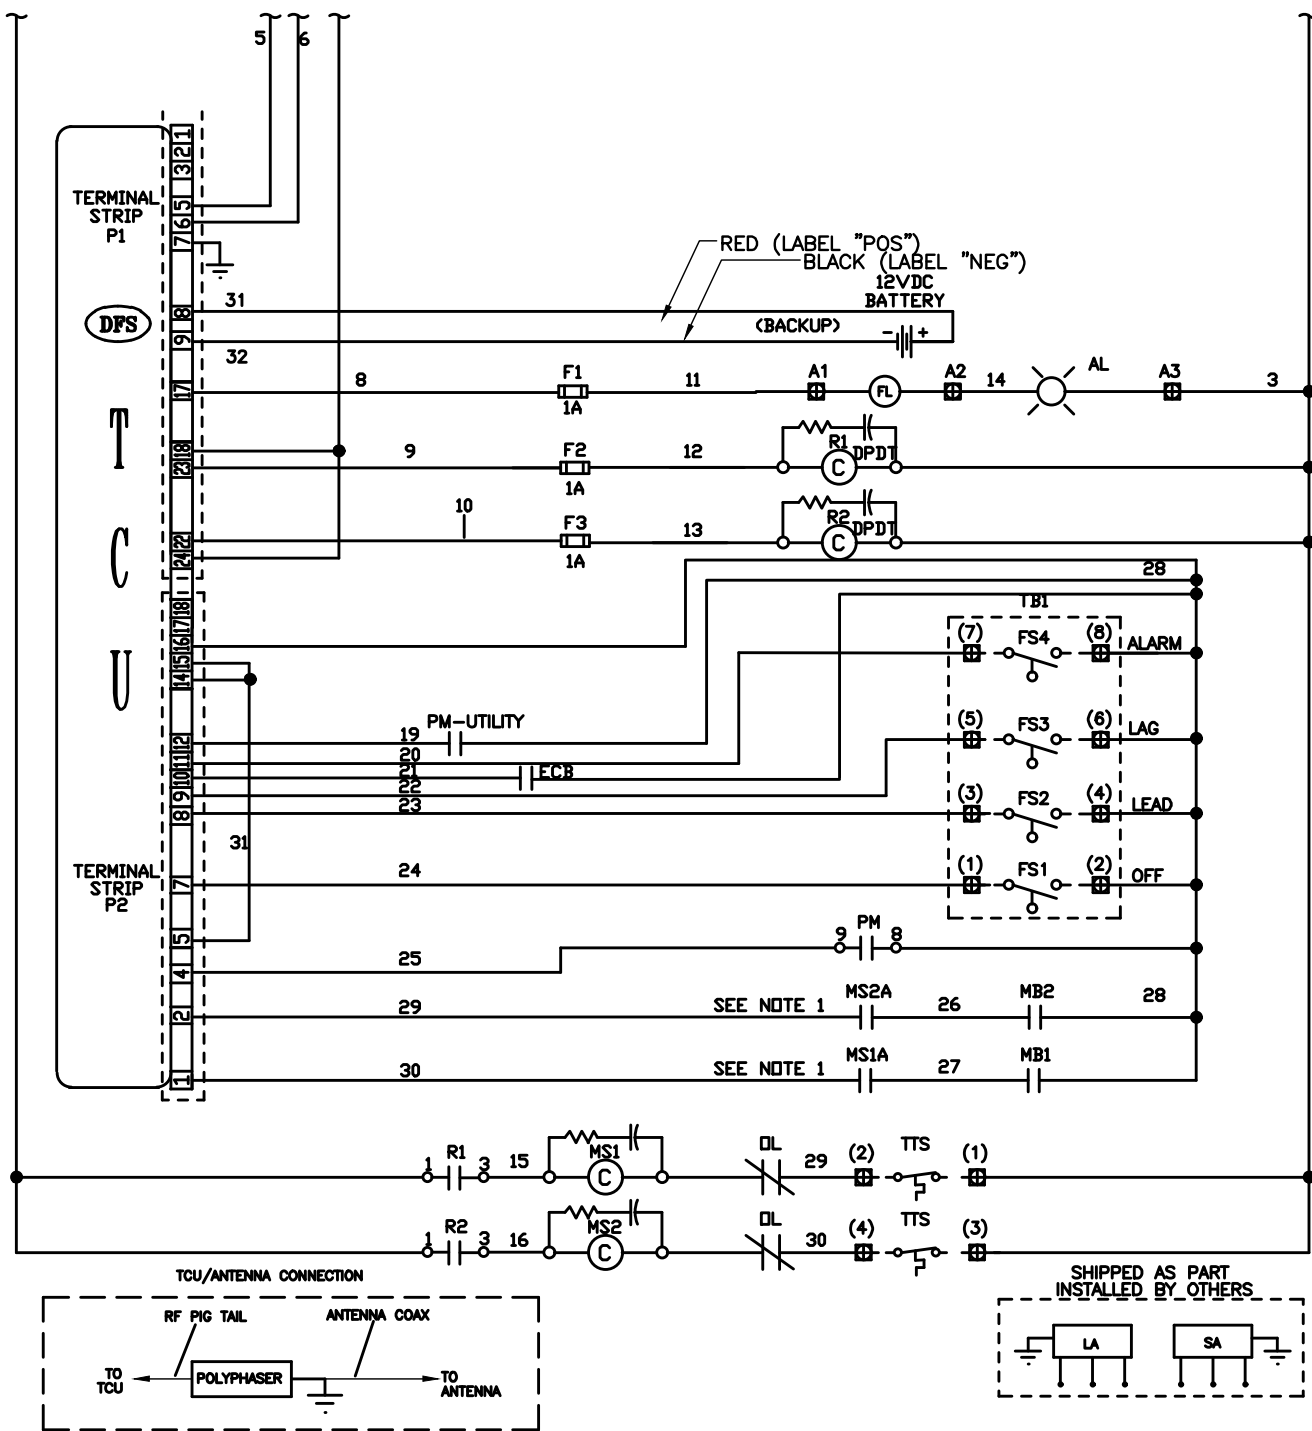 5
6
1
2
3
TERMINAL
STRIP
P1
5
6
7
RED (LABEL "POS")
BLACK (LABEL "NEG")
12VDC
BATTERY
31
8
DFS
(BACKUP)
- +
9
32
17
8
F1
1A
11
A1
FL
A2
14
AL
A3
3
T
18
23
9
F2
1A
12
R1
DPDT
C
10
22
24
F3
1A
13
R2
DPDT
C
C
28
18
17
16
15
14
U
TB1
(7)
FS4
(8)
ALARM
12
11
10
9
8
19
PM-UTILITY
20
21
ECB
22
23
(5)
FS3
(6)
LAG
(3)
FS2
(4)
LEAD
31
TERMINAL
STRIP
P2
7
24
(1)
FS1
(2)
OFF
5
4
25
9
PM
8
2
29
SEE NOTE 1
MS2A
26
MB2
28
1
30
SEE NOTE 1
MS1A
27
MB1
1
R1
3
15
MS1
C
OL
29
(2)
TTS
(1)
1
R2
3
16
MS2
C
OL
30
(4)
TTS
(3)
TCU/ANTENNA CONNECTION
RF PIG TAIL
ANTENNA COAX
TO
TCU
POLYPHASER
TO
ANTENNA
SHIPPED AS PART
INSTALLED BY OTHERS
LA
SA